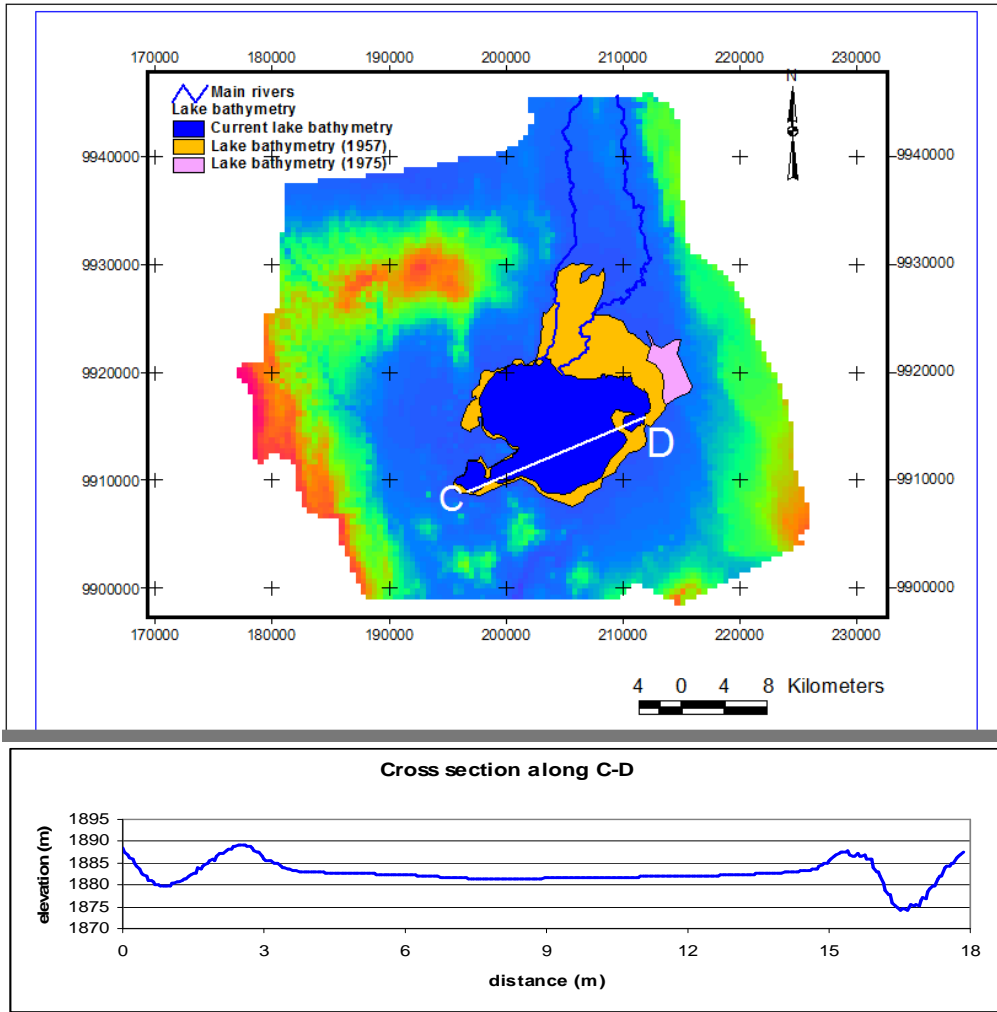 170000 180000 190000 200000 210000 220000 230000
N
Main rivers
Lake bathymetry
Current lake bathymetry
Lake bathymetry (1957)
Lake bathymetry (1975)
9940000 9940000
9930000 9930000
9920000 9920000
D
9910000 9910000
C
9900000 9900000
170000 180000 190000 200000 210000 220000 230000
4 0 4 8 Kilometers
Cross section along C-D
1895
1890
1885
1880
1875
1870
elevation (m)
0 3 6 9 12 15 18
distance (m)